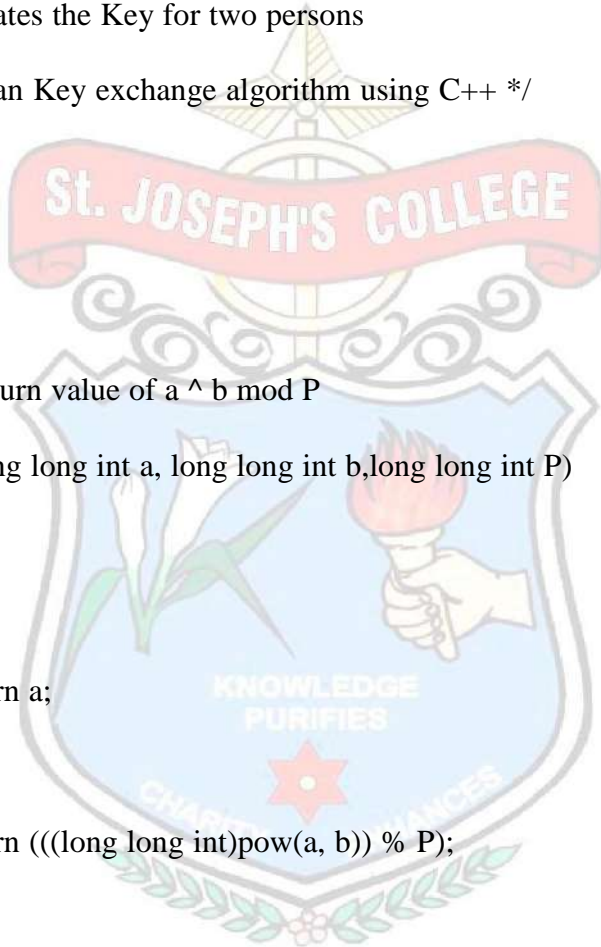 ates the Key for two persons
an Key exchange algorithm using C++ */
St. JOSEPH'S COLLEGE
urn value of a ^ b mod P
ng long int a, long long int b,long long int P)
rn a;
KNOWLEDGE
PURIFIES
rn (((long long int)pow(a, b)) % P);